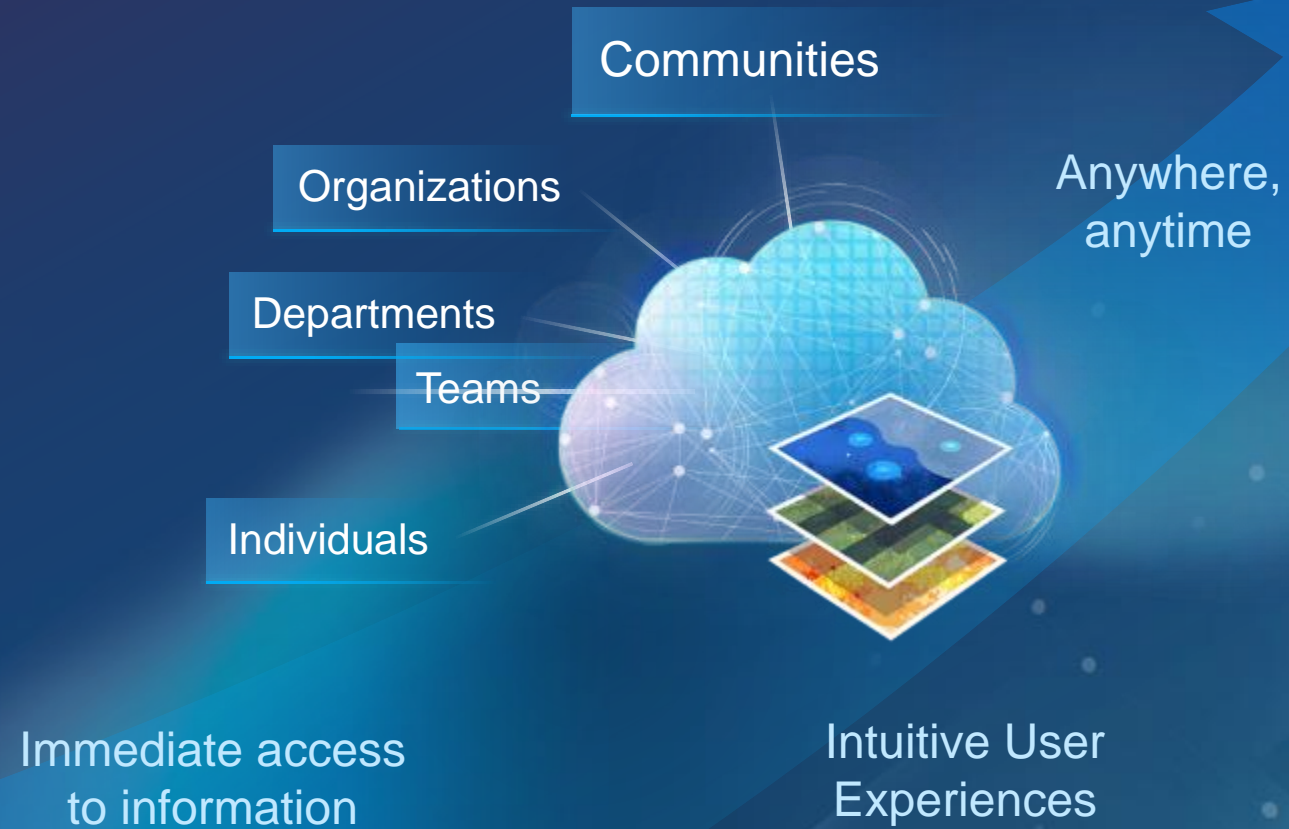 Communities
Organizations
Anywhere,
anytime
Departments
Teams
Individuals
Immediate access
to information
Intuitive User
Experiences